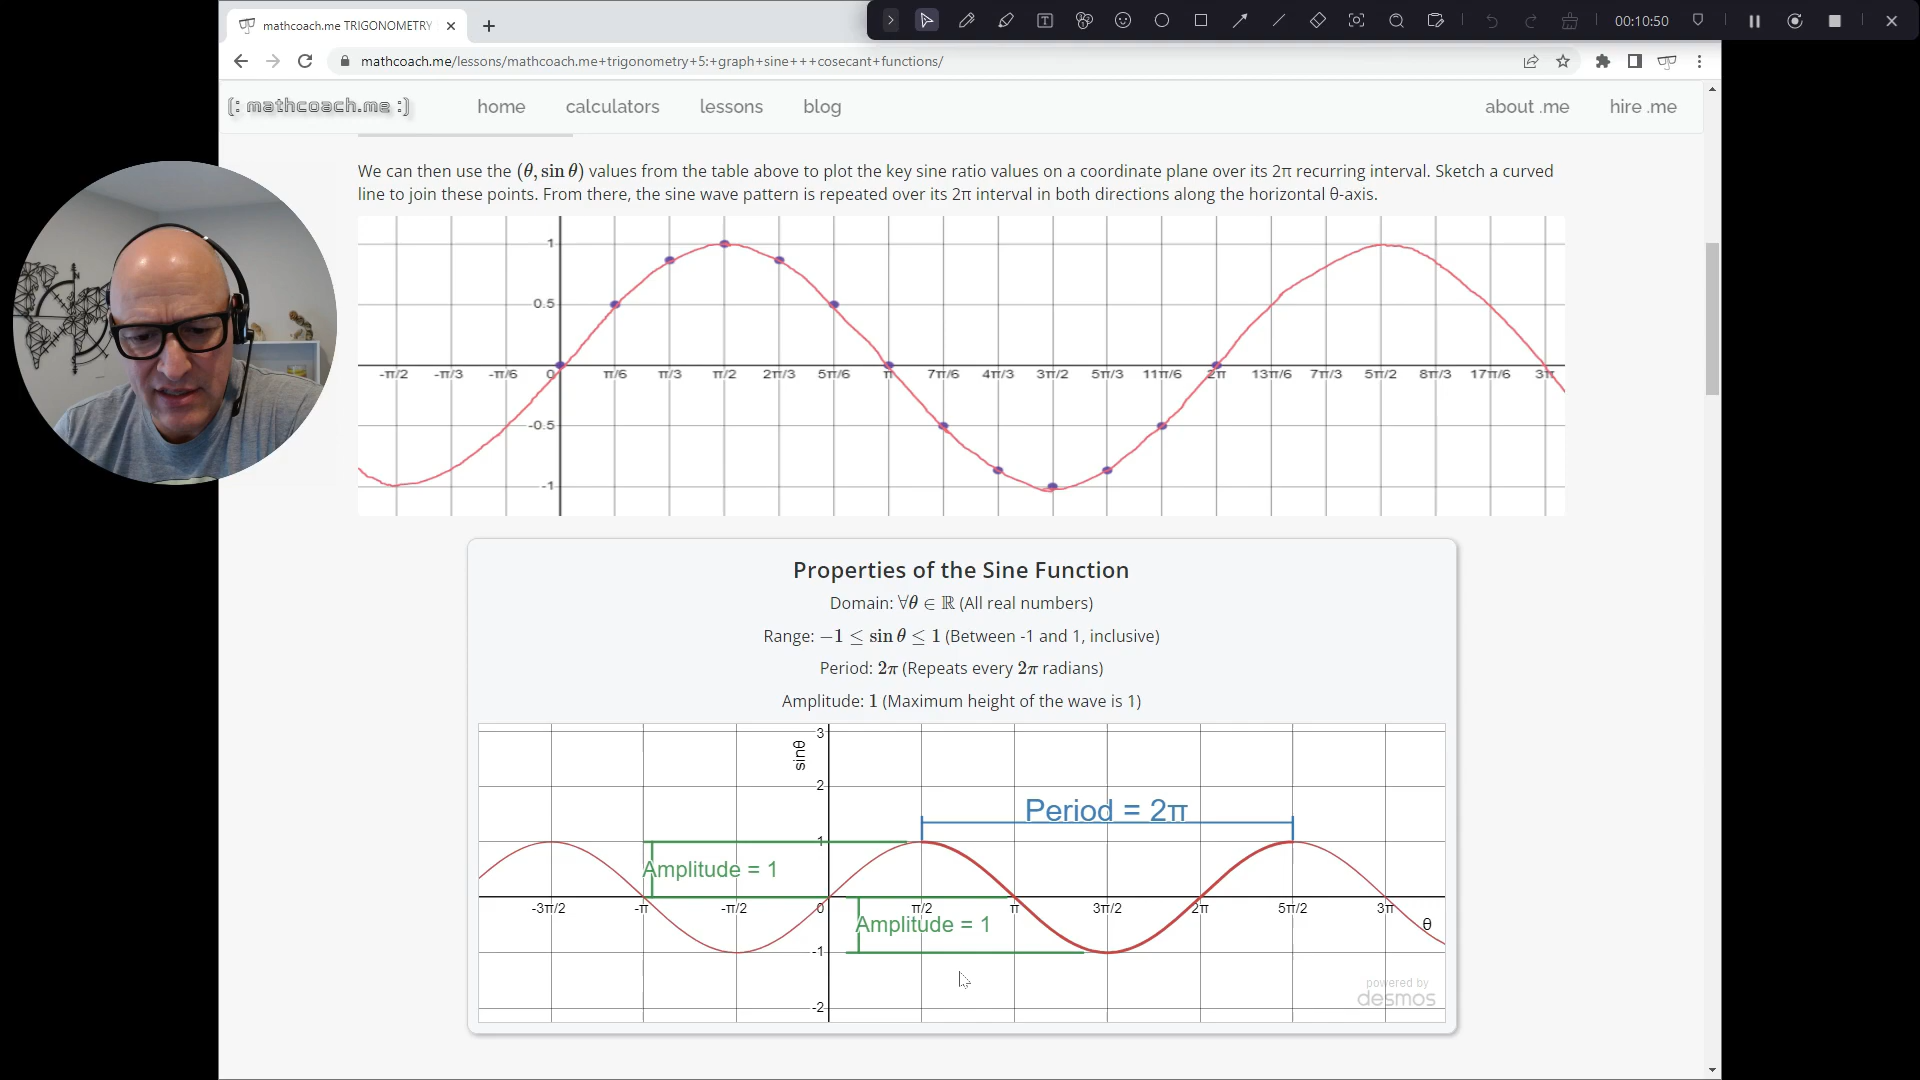 mathcoach.me TRIGONOMETRY
00:10:50
mathcoach.me/lessons/mathcoach.me+trigonometry+5:+graph+sine+++cosecant+functions/
(: mathcoach.me :)
home
calculators
lessons
blog
about .me
hire .me
We can then use the (θ, sin θ) values from the table above to plot the key sine ratio values on a coordinate plane over its 2π recurring interval. Sketch a curved
line to join these points. From there, the sine wave pattern is repeated over its 2π interval in both directions along the horizontal θ-axis.
1
0.5
-π/2 -π/3 -π/6 0 π/6 π/3 π/2 2π/3 5π/6 π 7π/6 4π/3 3π/2 5π/3 11π/6 2π 13π/6 7π/3 5π/2 8π/3 17π/6 3π
-0.5
-1
Properties of the Sine Function
Domain: ∀θ ∈ ℝ (All real numbers)
Range: −1 ≤ sin θ ≤ 1 (Between -1 and 1, inclusive)
Period: 2π (Repeats every 2π radians)
Amplitude: 1 (Maximum height of the wave is 1)
sinθ
3
2
Period = 2π
1
Amplitude = 1
-3π/2 -π -π/2 0 π/2 π 3π/2 2π 5π/2 3π
Amplitude = 1
θ
-1
powered by
desmos
-2